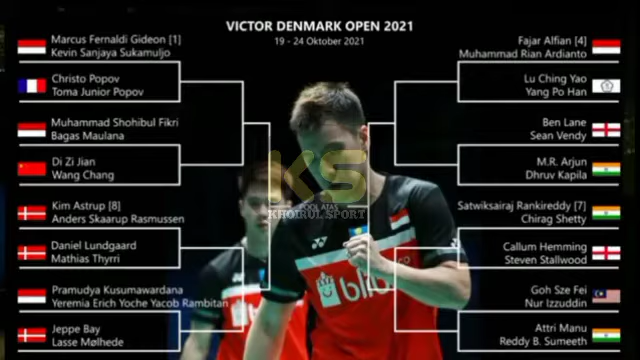 VICTOR DENMARK OPEN 2021
19 - 24 Oktober 2021
Marcus Fernaldi Gideon [1]
Kevin Sanjaya Sukamuljo
Christo Popov
Toma Junior Popov
Muhammad Shohibul Fikri
Bagas Maulana
Di Zi Jian
Wang Chang
Kim Astrup [8]
Anders Skaarup Rasmussen
Daniel Lundgaard
Mathias Thyrri
Pramudya Kusumawardana
Yeremia Erich Yoche Yacob Rambitan
Jeppe Bay
Lasse Mølhede
Fajar Alfian [4]
Muhammad Rian Ardianto
Lu Ching Yao
Yang Po Han
Ben Lane
Sean Vendy
M.R. Arjun
Dhruv Kapila
Satwiksairaj Rankireddy [7]
Chirag Shetty
Callum Hemming
Steven Stallwood
Goh Sze Fei
Nur Izzuddin
Attri Manu
Reddy B. Sumeeth
KS
KHOIRUL SPORT
YONEX